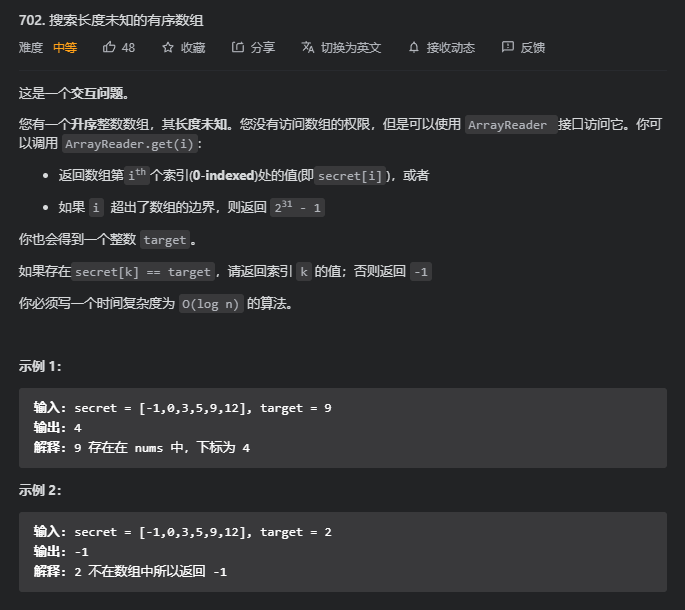 702. 搜索长度未知的有序数组
难度 中等 48 收藏 分享 切换为英文 接收动态 反馈
这是一个交互问题。
您有一个升序整数数组，其长度未知。您没有访问数组的权限，但是可以使用 ArrayReader 接口访问它。你可
以调用 ArrayReader.get(i)：
• 返回数组第 iᵗʰ 个索引(0-indexed)处的值(即 secret[i])，或者
• 如果 i 超出了数组的边界，则返回 2³¹ - 1
你也会得到一个整数 target。
如果存在 secret[k] == target，请返回索引 k 的值；否则返回 -1
你必须写一个时间复杂度为 O(log n) 的算法。
示例 1：
输入: secret = [-1,0,3,5,9,12], target = 9
输出: 4
解释: 9 存在在 nums 中，下标为 4
示例 2：
输入: secret = [-1,0,3,5,9,12], target = 2
输出: -1
解释: 2 不在数组中所以返回 -1